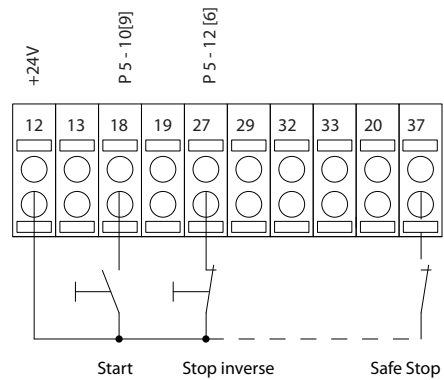 +24V
P 5 - 10[9]
P 5 - 12 [6]
12 13 18 19 27 29 32 33 20 37
Start Stop inverse Safe Stop